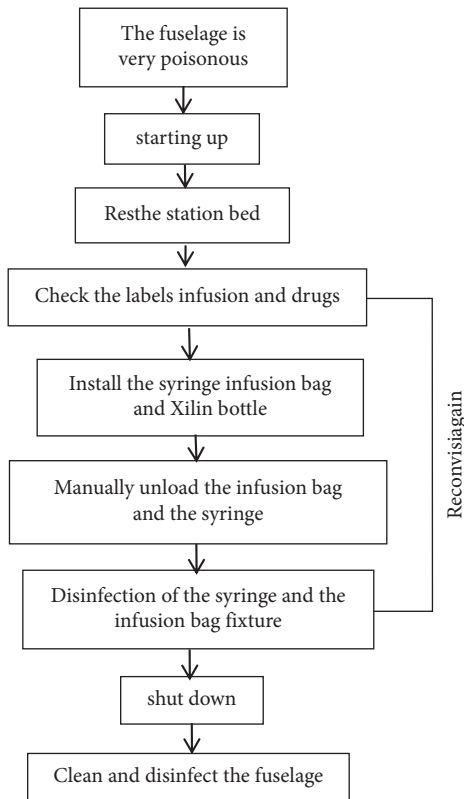 The fuselage is
very poisonous
starting up
Resthe station bed
Check the labels infusion and drugs
Install the syringe infusion bag
and Xilin bottle
Manually unload the infusion bag
and the syringe
Disinfection of the syringe and the
infusion bag fixture
Reconvisiagain
shut down
Clean and disinfect the fuselage